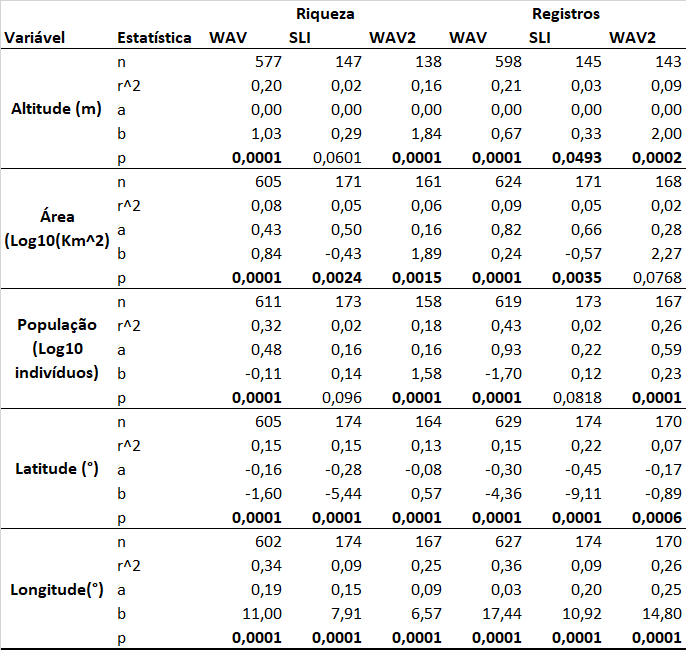 Riqueza Registros
Variável Estatística WAV SLI WAV2 WAV SLI WAV2
n 577 147 138 598 145 143
r^2 0,20 0,02 0,16 0,21 0,03 0,09
Altitude (m) a 0,00 0,00 0,00 0,00 0,00 0,00
b 1,03 0,29 1,84 0,67 0,33 2,00
p 0,0001 0,0601 0,0001 0,0001 0,0493 0,0002
n 605 171 161 624 171 168
r^2 0,08 0,05 0,06 0,09 0,05 0,02
Área
a 0,43 0,50 0,16 0,82 0,66 0,28
(Log10(Km^2)
b 0,84 -0,43 1,89 0,24 -0,57 2,27
p 0,0001 0,0024 0,0015 0,0001 0,0035 0,0768
n 611 173 158 619 173 167
População r^2 0,32 0,02 0,18 0,43 0,02 0,26
(Log10 a 0,48 0,16 0,16 0,93 0,22 0,59
indivíduos) b -0,11 0,14 1,58 -1,70 0,12 0,23
p 0,0001 0,096 0,0001 0,0001 0,0818 0,0001
n 605 174 164 629 174 170
r^2 0,15 0,15 0,13 0,15 0,22 0,07
Latitude (°) a -0,16 -0,28 -0,08 -0,30 -0,45 -0,17
b -1,60 -5,44 0,57 -4,36 -9,11 -0,89
p 0,0001 0,0001 0,0001 0,0001 0,0001 0,0006
n 602 174 167 627 174 170
r^2 0,34 0,09 0,25 0,36 0,09 0,26
Longitude(°) a 0,19 0,15 0,09 0,03 0,20 0,25
b 11,00 7,91 6,57 17,44 10,92 14,80
p 0,0001 0,0001 0,0001 0,0001 0,0001 0,0001